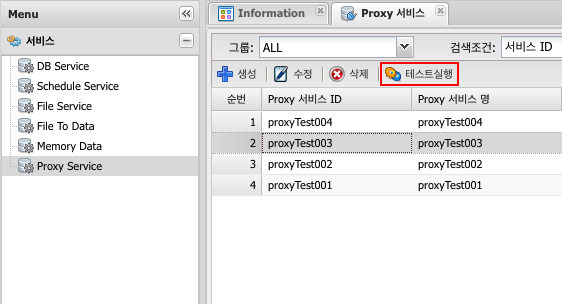 Menu
서비스
DB Service
Schedule Service
File Service
File To Data
Memory Data
Proxy Service
Information
Proxy 서비스
그룹: ALL 검색조건: 서비스 ID
생성 수정 삭제 테스트실행
순번 Proxy 서비스 ID Proxy 서비스 명
1 proxyTest004 proxyTest004
2 proxyTest003 proxyTest003
3 proxyTest002 proxyTest002
4 proxyTest001 proxyTest001